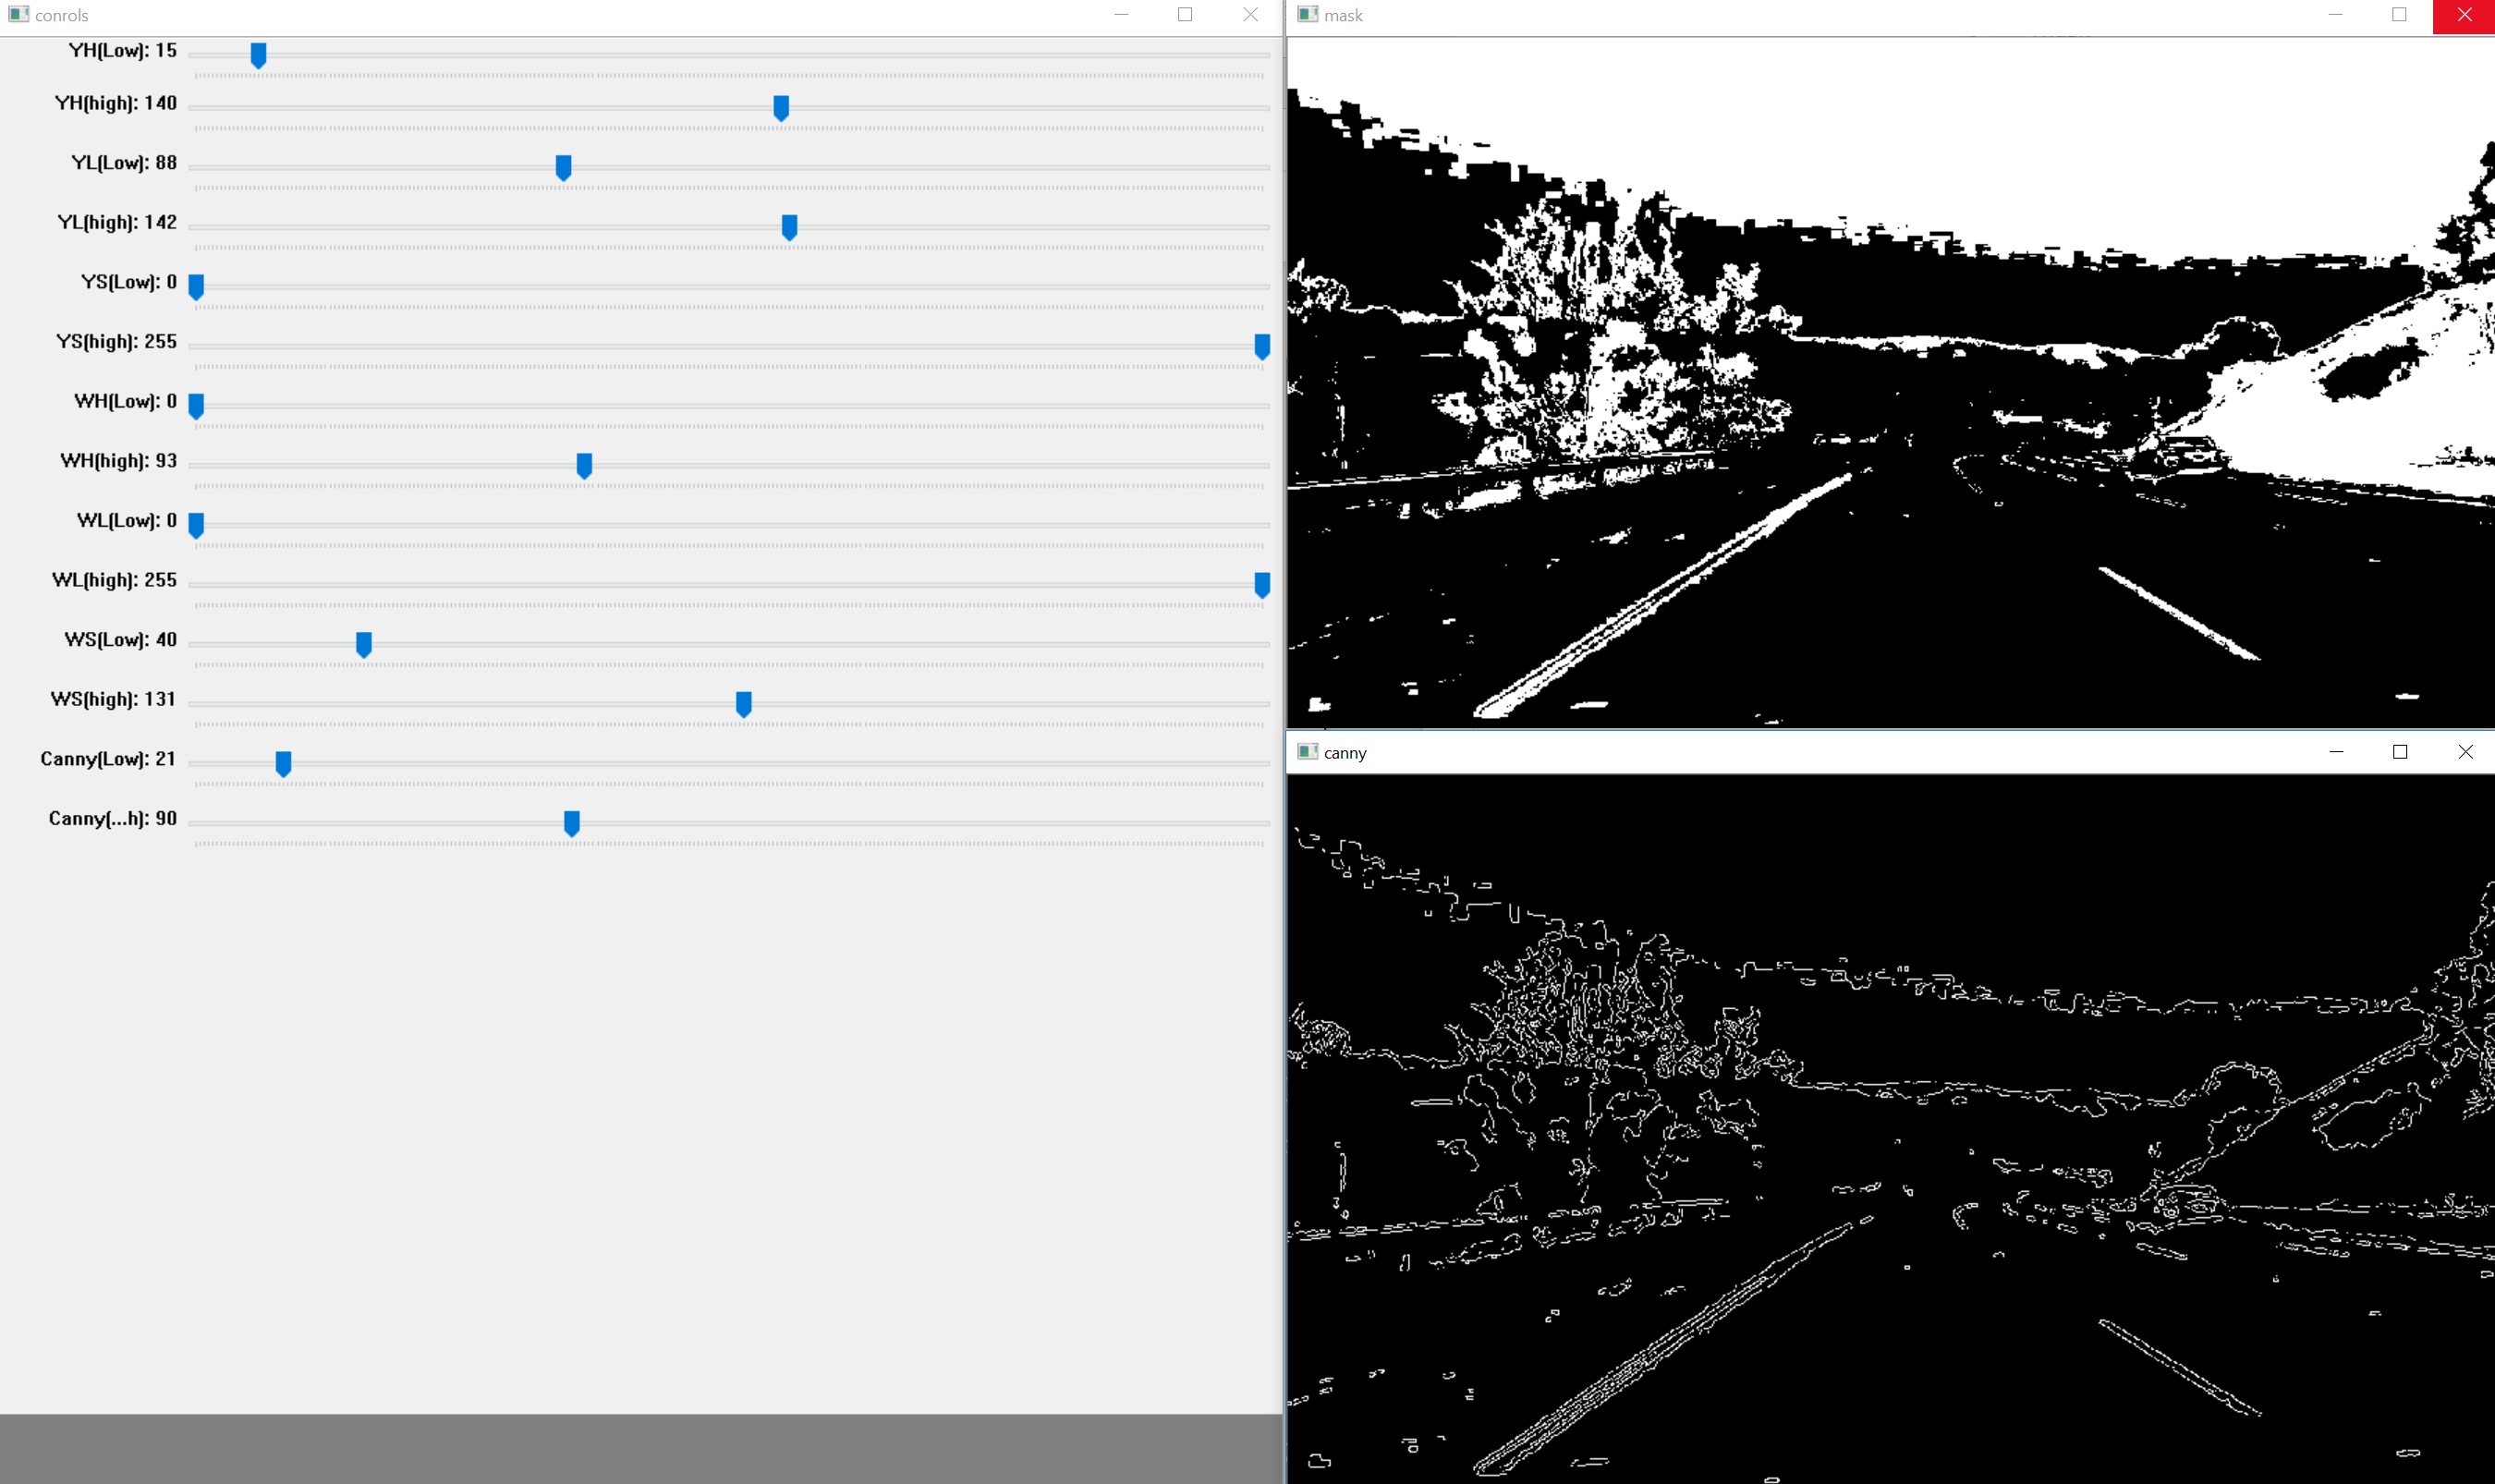 conrols
YH(Low): 15
YH(high): 140
YL(Low): 88
YL(high): 142
YS(Low): 0
YS(high): 255
WH(Low): 0
WH(high): 93
WL(Low): 0
WL(high): 255
WS(Low): 40
WS(high): 131
Canny(Low): 21
Canny(...h): 90
mask
canny